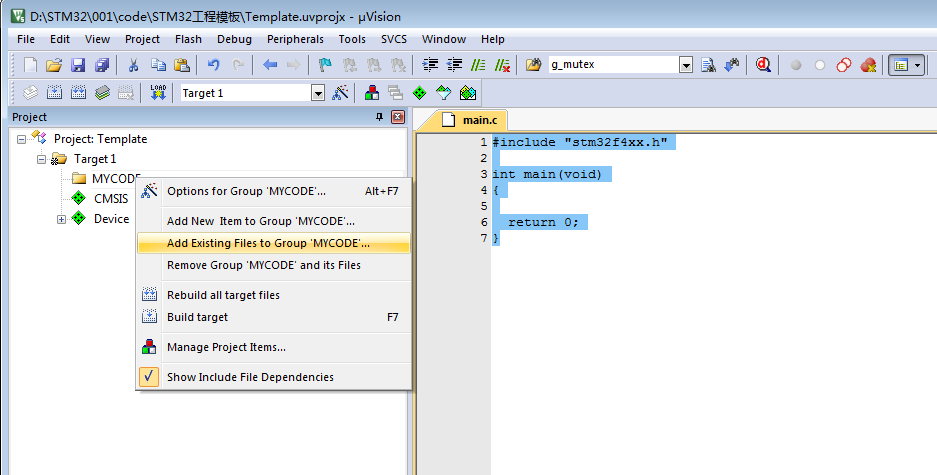 D:\STM32\001\code\STM32工程模板\Template.uvprojx - µVision
File Edit View Project Flash Debug Peripherals Tools SVCS Window Help
g_mutex
LOAD Target 1
Project
main.c
Project: Template
Target 1
MYCODE
CMSIS
Device
Options for Group 'MYCODE'... Alt+F7
Add New Item to Group 'MYCODE'...
Add Existing Files to Group 'MYCODE'...
Remove Group 'MYCODE' and its Files
Rebuild all target files
Build target F7
Manage Project Items...
Show Include File Dependencies
1 #include "stm32f4xx.h"
2
3 int main(void)
4 {
5
6 return 0;
7 }